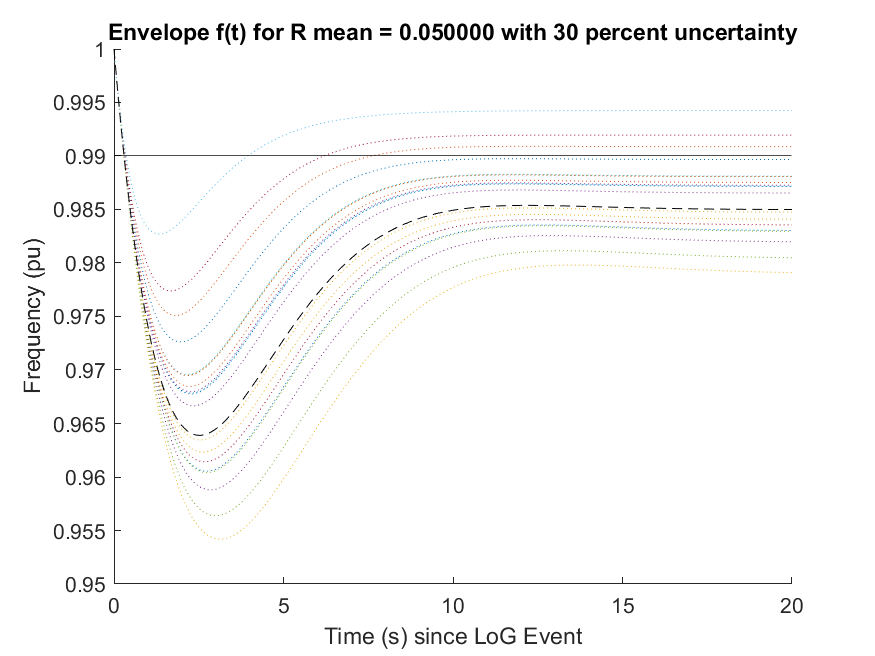 Envelope f(t) for R mean = 0.050000 with 30 percent uncertainty
1
0.995
0.99
0.985
0.98
0.975
0.97
0.965
0.96
0.955
0.95
Frequency (pu)
0 5 10 15 20
Time (s) since LoG Event